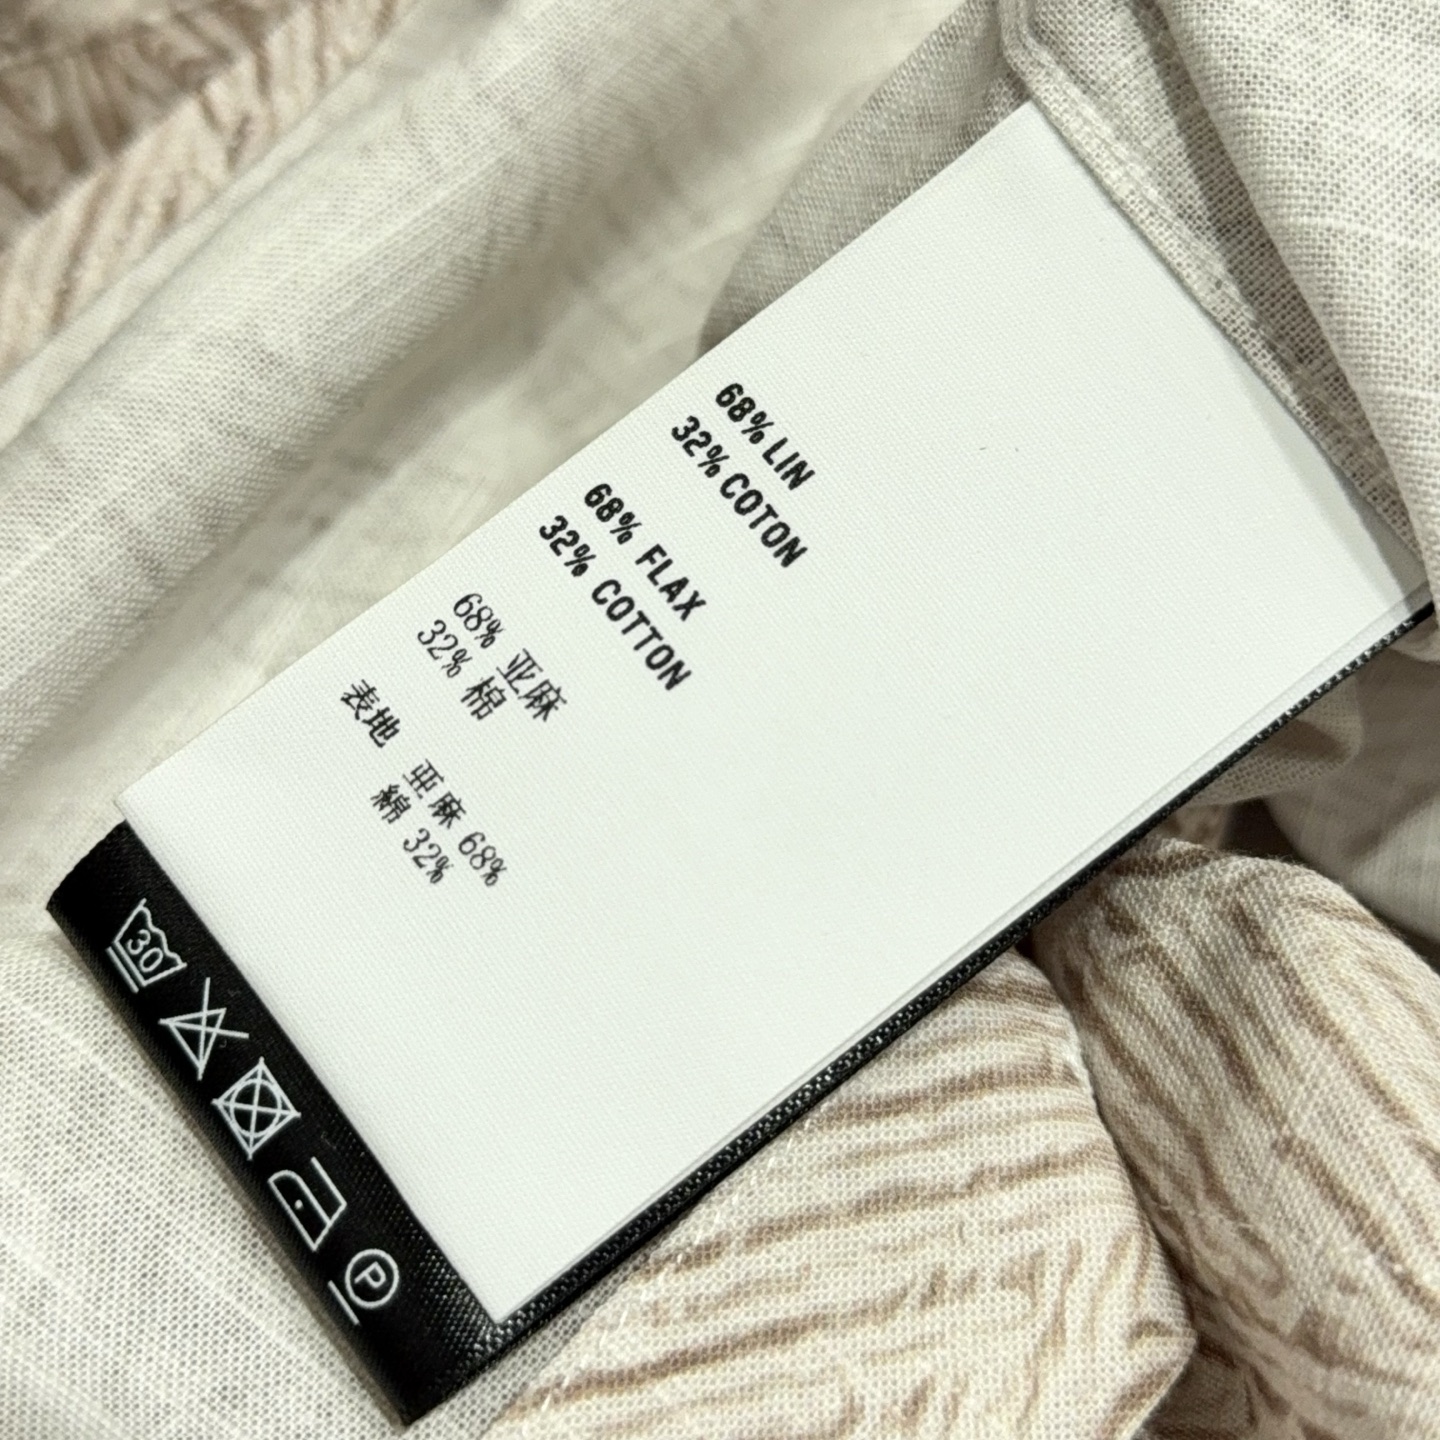 68% LIN
32% COTON
68% FLAX
32% COTTON
68% 亚麻
32% 棉
表地 亜麻 68%
綿 32%
30
P